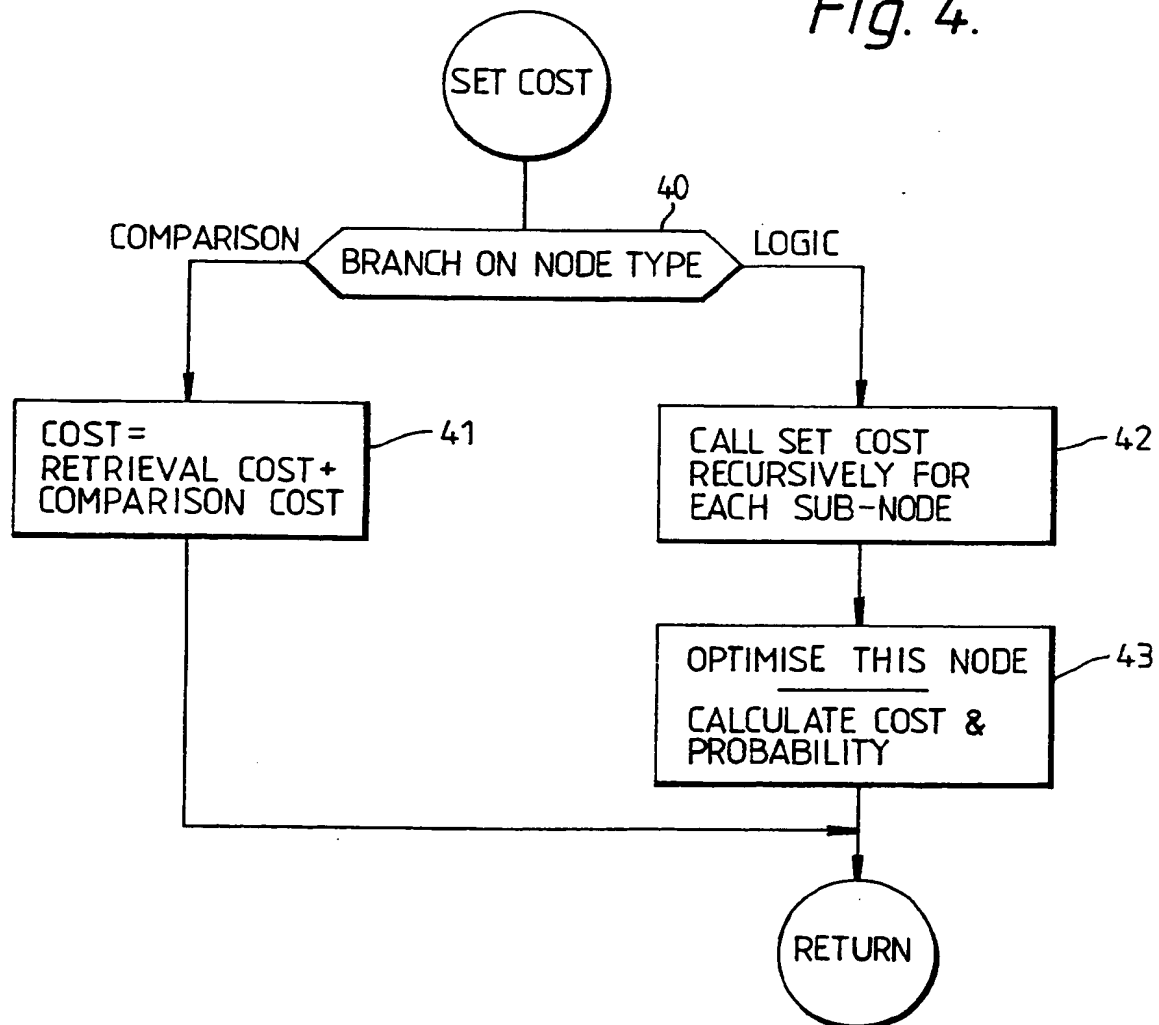 Fig. 4.
SET COST
40
COMPARISON
BRANCH ON NODE TYPE
LOGIC
COST=
RETRIEVAL COST+
COMPARISON COST
41
CALL SET COST
RECURSIVELY FOR
EACH SUB-NODE
42
OPTIMISE THIS NODE
CALCULATE COST &
PROBABILITY
43
RETURN